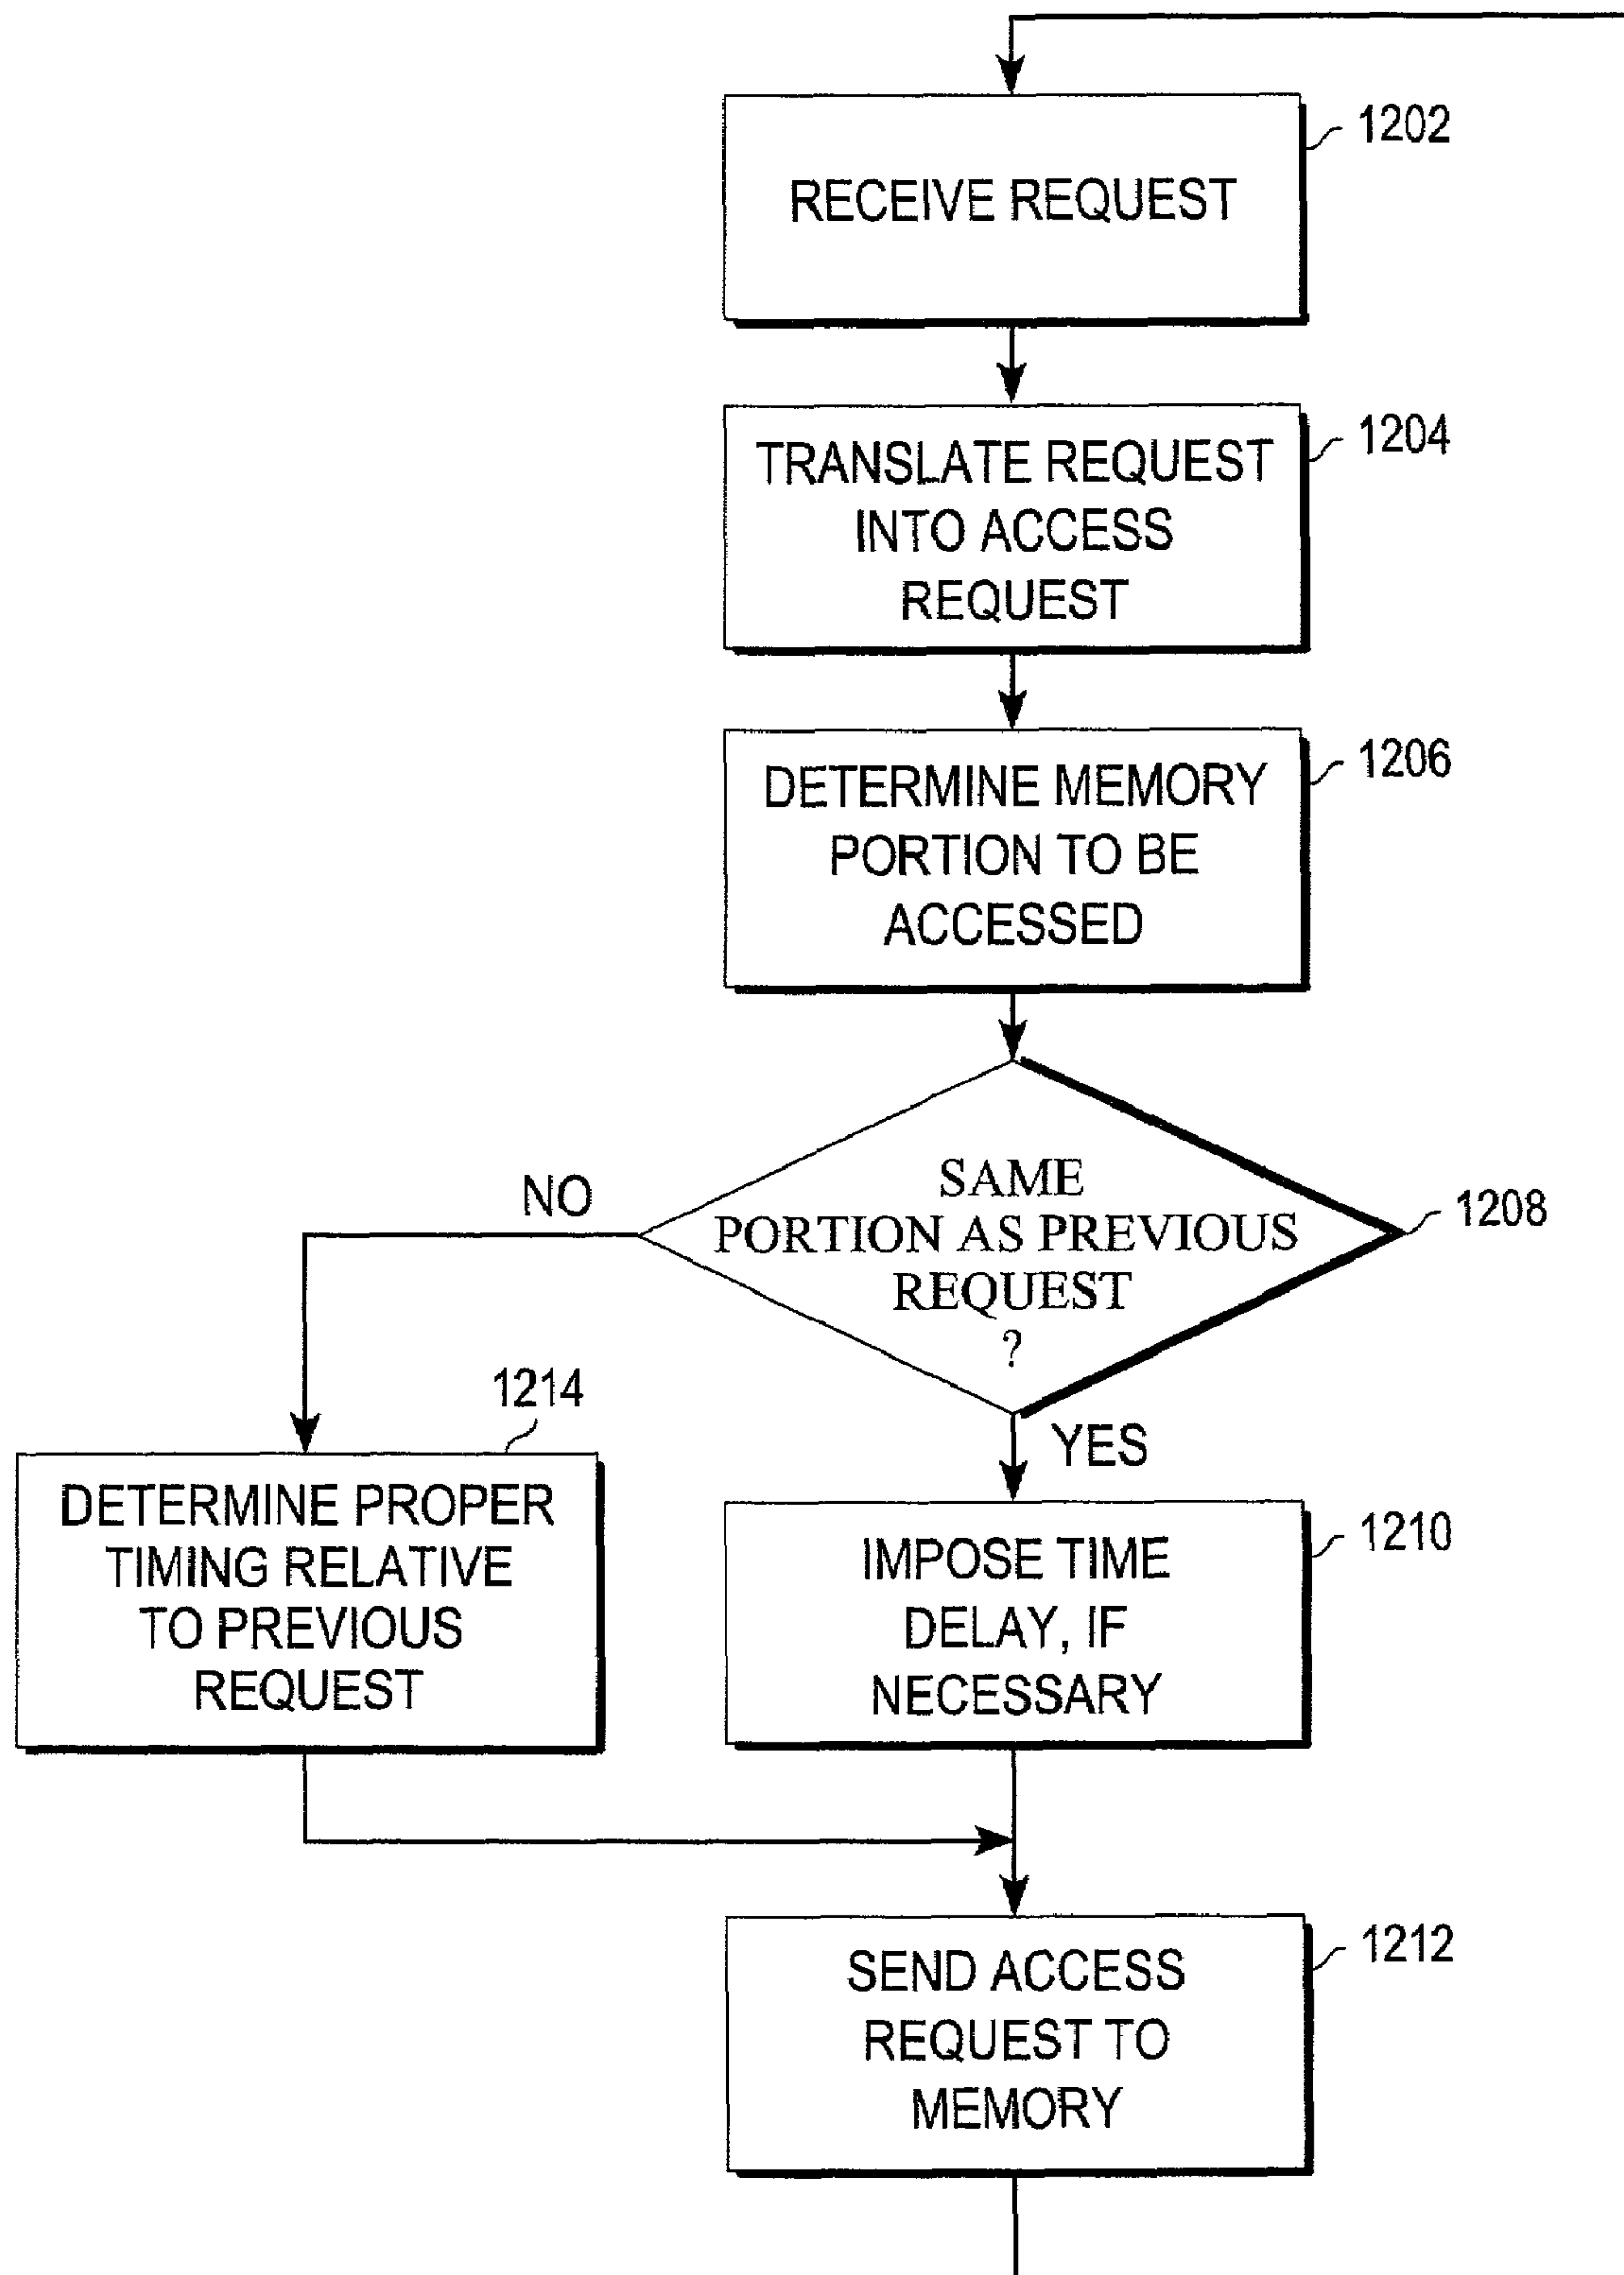 1202
RECEIVE REQUEST
1204
TRANSLATE REQUEST
INTO ACCESS
REQUEST
1206
DETERMINE MEMORY
PORTION TO BE
ACCESSED
1208
SAME
PORTION AS PREVIOUS
REQUEST
?
NO
YES
1214
DETERMINE PROPER
TIMING RELATIVE
TO PREVIOUS
REQUEST
1210
IMPOSE TIME
DELAY, IF
NECESSARY
1212
SEND ACCESS
REQUEST TO
MEMORY